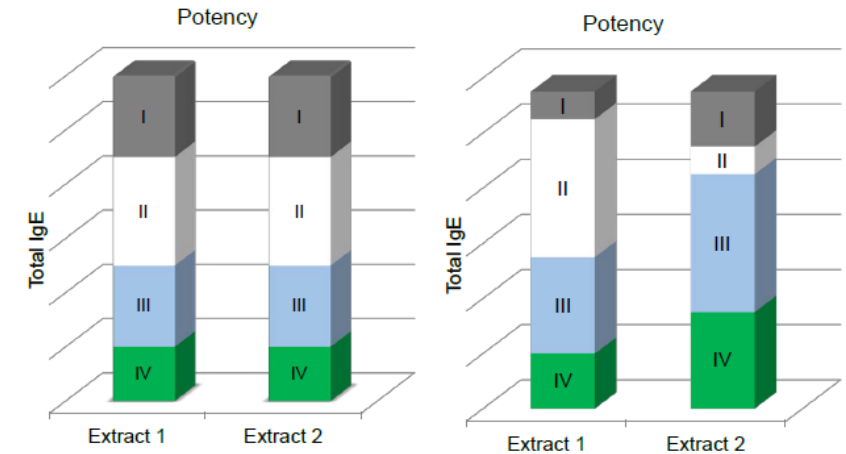 Potency
Total IgE
I
I
II
II
III
III
IV
IV
Extract 1
Extract 2
Potency
Total IgE
I
I
II
II
III
III
IV
IV
Extract 1
Extract 2